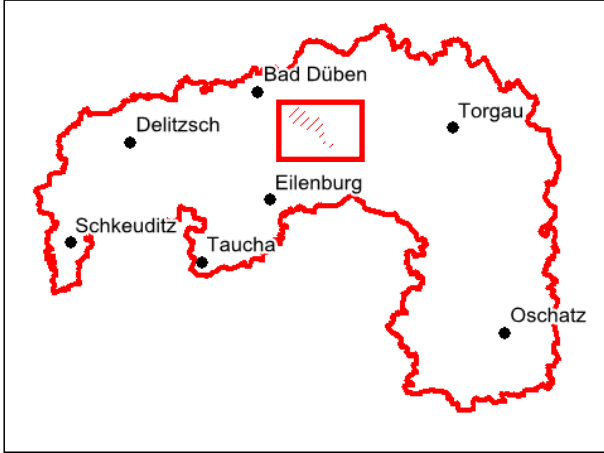 Bad Düben
Torgau
Delitzsch
Eilenburg
Schkeuditz
Taucha
Oschatz